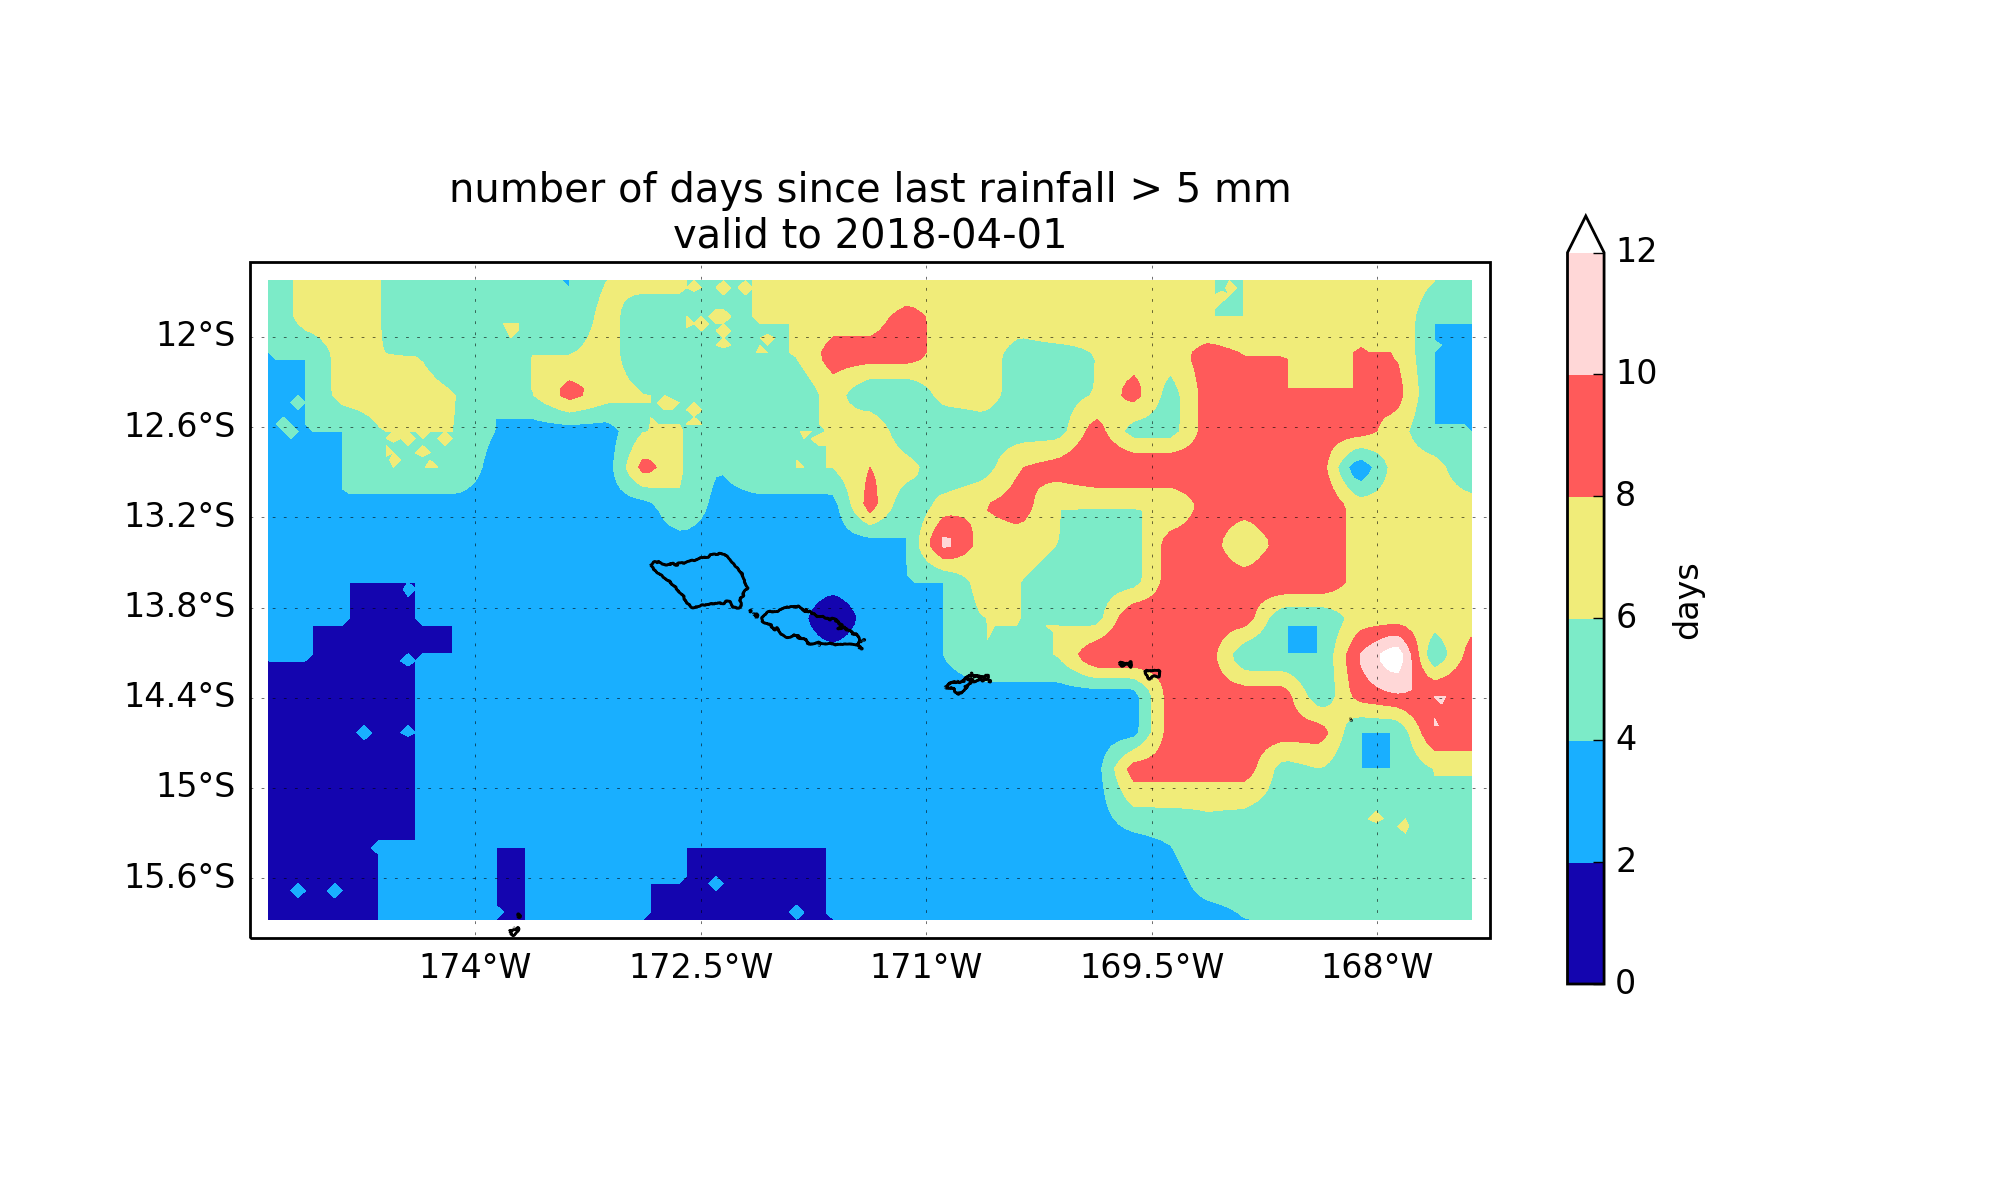 number of days since last rainfall > 5 mm
valid to 2018-04-01
12°S
12.6°S
13.2°S
13.8°S
14.4°S
15°S
15.6°S
174°W
172.5°W
171°W
169.5°W
168°W
12
10
8
6
4
2
0
days